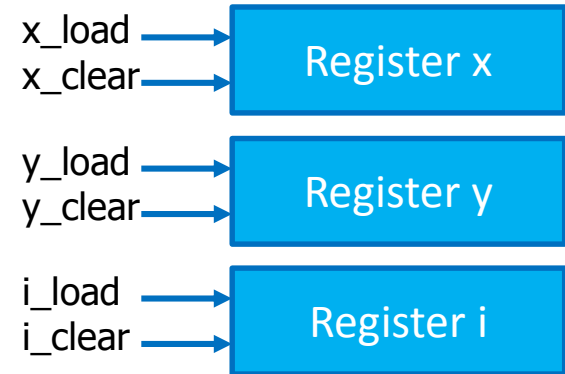 x_load
x_clear
Register x
y_load
y_clear
Register y
i_load
i_clear
Register i